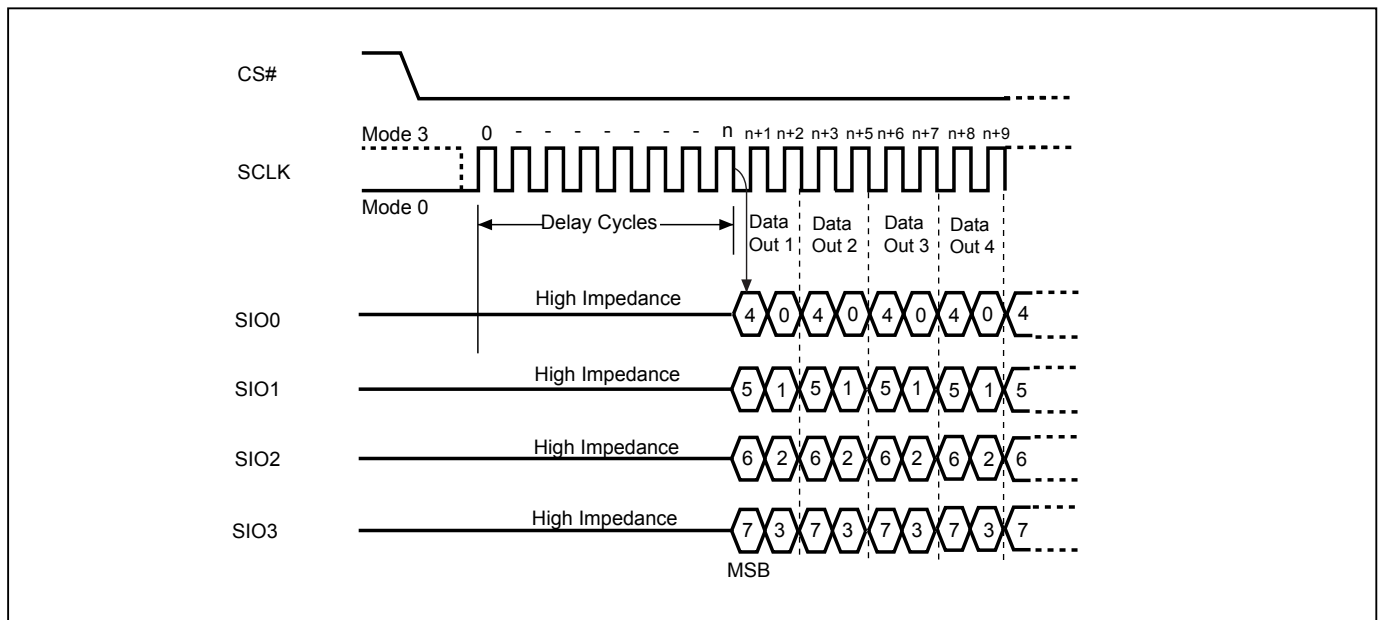 CS#
Mode 3 0 - - - - - - - n n+1 n+2 n+3 n+5 n+6 n+7 n+8 n+9
SCLK
Mode 0
Delay Cycles Data Data Data Data
Out 1 Out 2 Out 3 Out 4
High Impedance
SIO0 4 0 4 0 4 0 4 0 4
High Impedance
SIO1 5 1 5 1 5 1 5 1 5
High Impedance
SIO2 6 2 6 2 6 2 6 2 6
High Impedance
SIO3 7 3 7 3 7 3 7 3 7
MSB